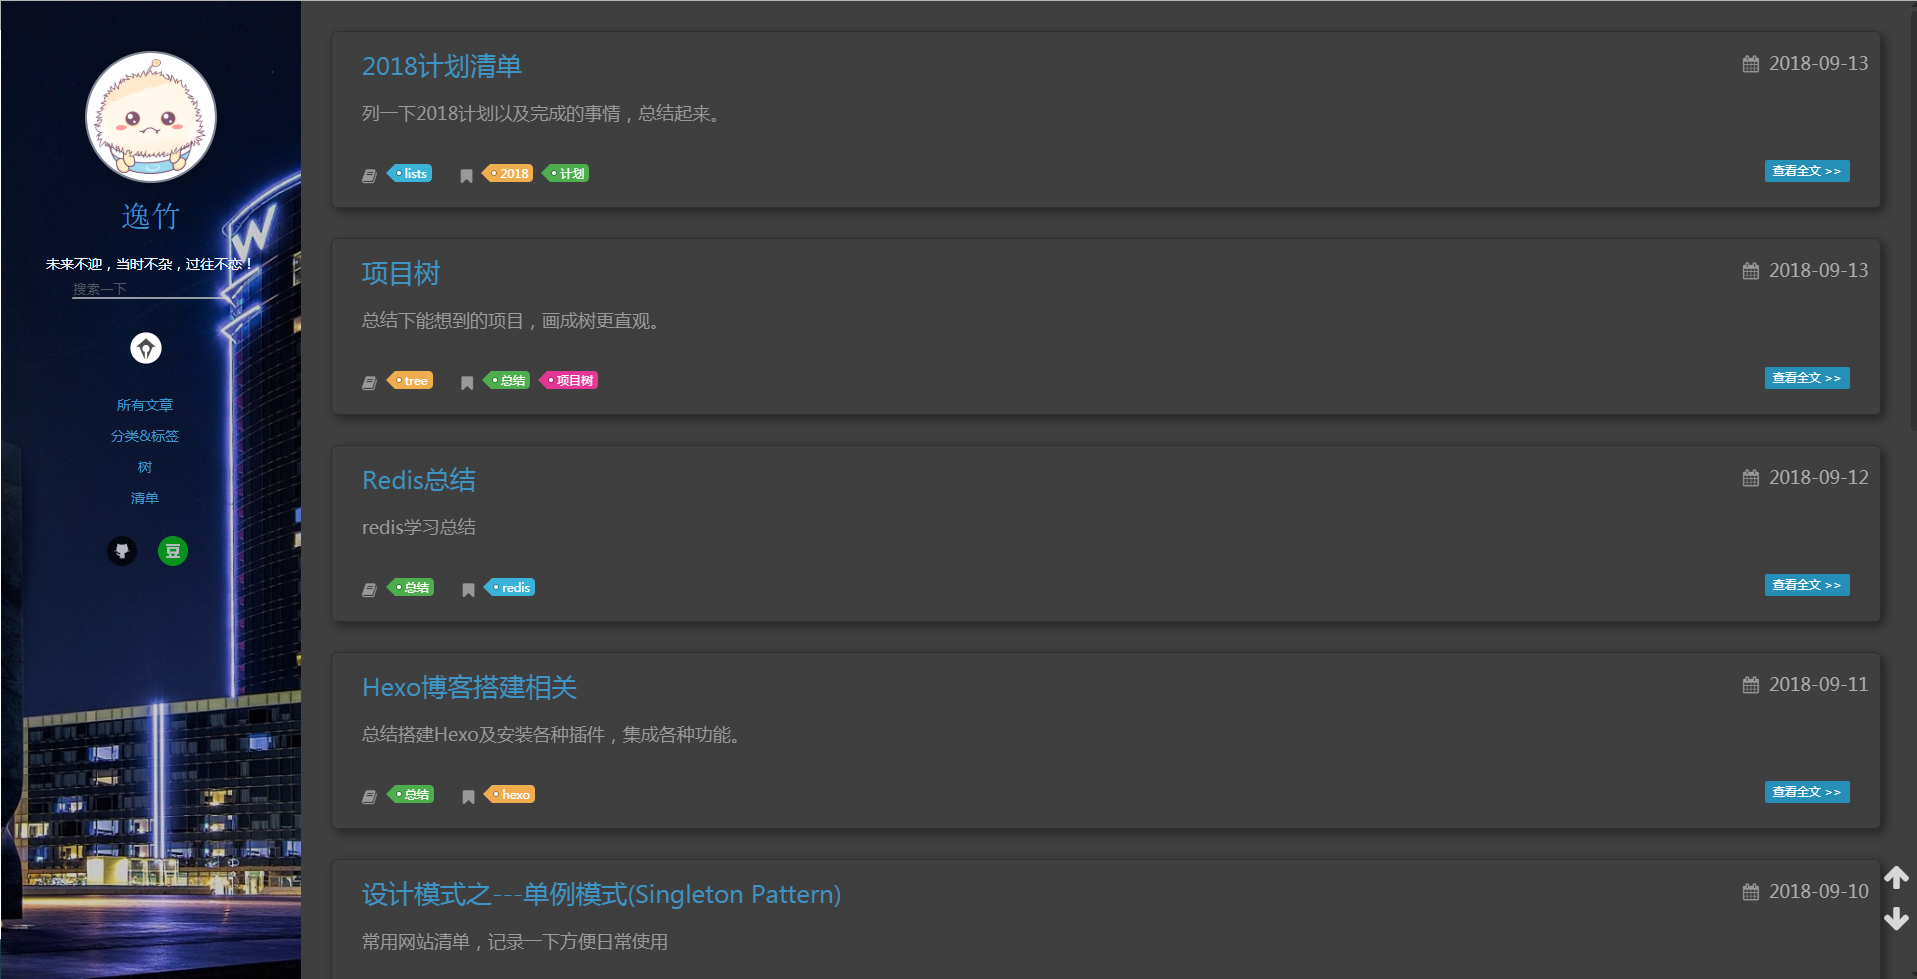 逸竹
未来不迎，当时不杂，过往不恋！
搜索一下
所有文章
分类&标签
树
清单
豆
W
2018计划清单
2018-09-13
列一下2018计划以及完成的事情，总结起来。
lists 2018 计划
查看全文 >>
项目树
2018-09-13
总结下能想到的项目，画成树更直观。
tree 总结 项目树
查看全文 >>
Redis总结
2018-09-12
redis学习总结
总结 redis
查看全文 >>
Hexo博客搭建相关
2018-09-11
总结搭建Hexo及安装各种插件，集成各种功能。
总结 hexo
查看全文 >>
设计模式之---单例模式(Singleton Pattern)
2018-09-10
常用网站清单，记录一下方便日常使用